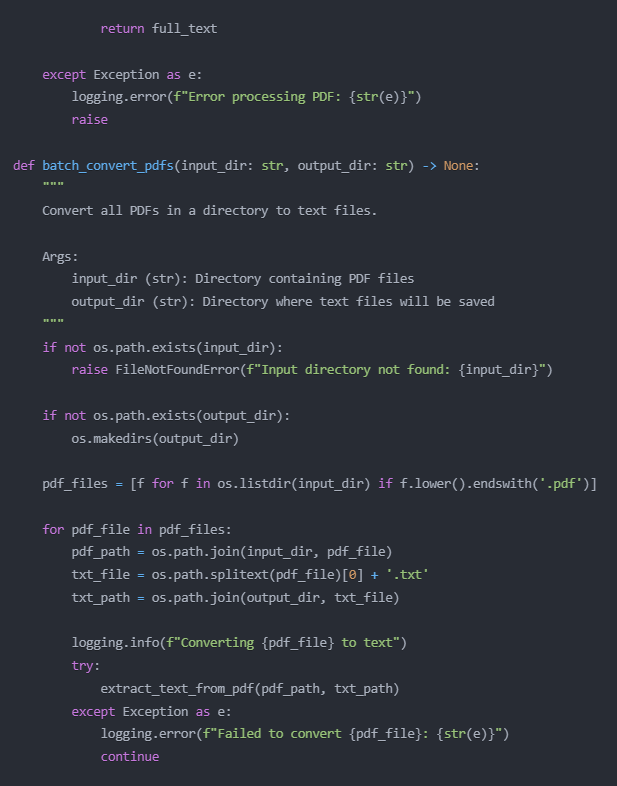 return full_text

    except Exception as e:
        logging.error(f"Error processing PDF: {str(e)}")
        raise

def batch_convert_pdfs(input_dir: str, output_dir: str) -> None:
    """
    Convert all PDFs in a directory to text files.

    Args:
        input_dir (str): Directory containing PDF files
        output_dir (str): Directory where text files will be saved
    """
    if not os.path.exists(input_dir):
        raise FileNotFoundError(f"Input directory not found: {input_dir}")

    if not os.path.exists(output_dir):
        os.makedirs(output_dir)

    pdf_files = [f for f in os.listdir(input_dir) if f.lower().endswith('.pdf')]

    for pdf_file in pdf_files:
        pdf_path = os.path.join(input_dir, pdf_file)
        txt_file = os.path.splitext(pdf_file)[0] + '.txt'
        txt_path = os.path.join(output_dir, txt_file)

        logging.info(f"Converting {pdf_file} to text")
        try:
            extract_text_from_pdf(pdf_path, txt_path)
        except Exception as e:
            logging.error(f"Failed to convert {pdf_file}: {str(e)}")
            continue